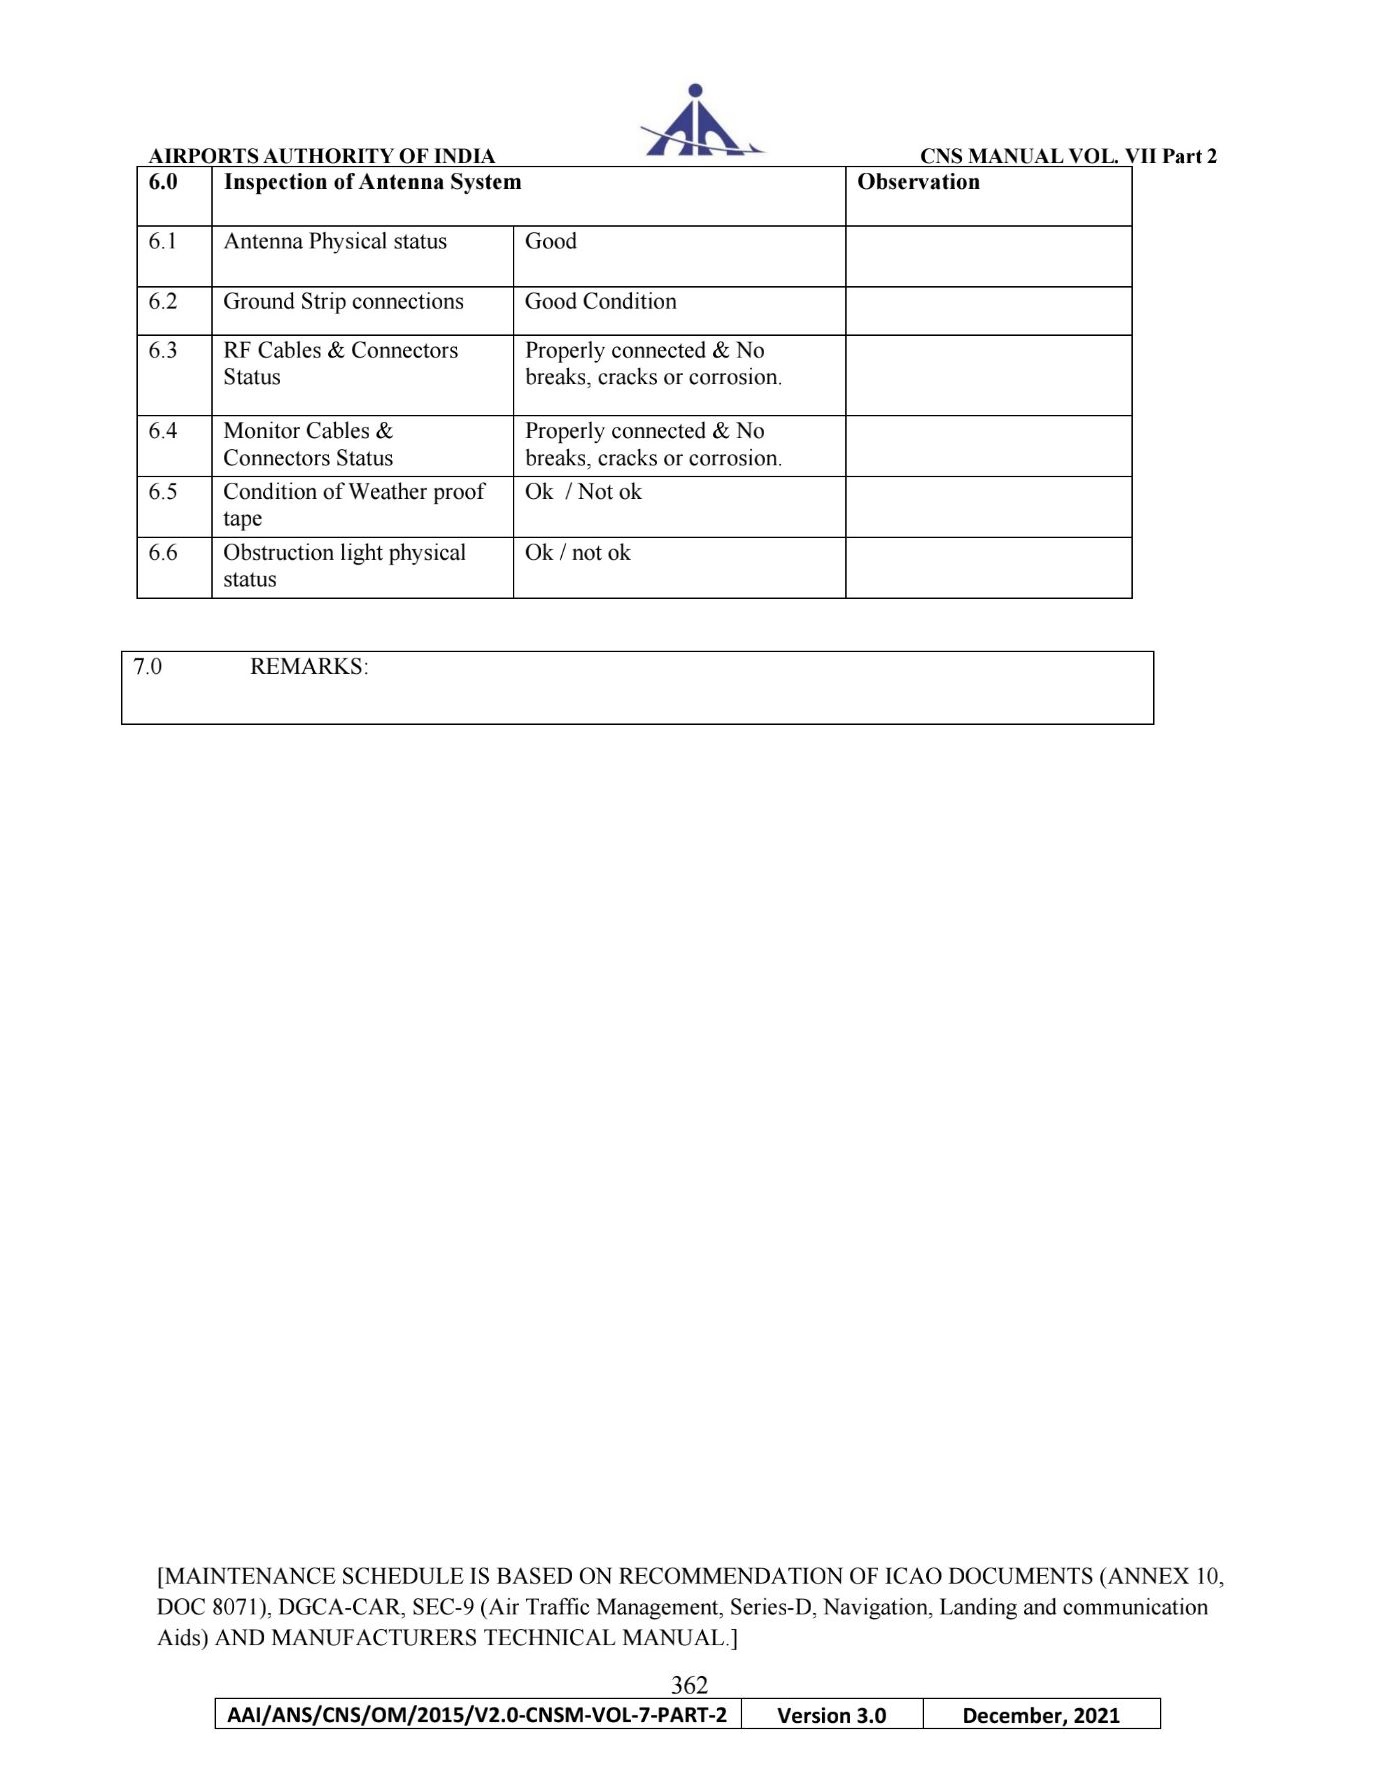 AIRPORTS AUTHORITY OF INDIA CNS MANUAL VOL. VII Part 2
6.0 Inspection of Antenna System Observation
6.1 Antenna Physical status Good
6.2 Ground Strip connections Good Condition
6.3 RF Cables & Connectors Properly connected & No
Status breaks, cracks or corrosion.
6.4 Monitor Cables & Properly connected & No
Connectors Status breaks, cracks or corrosion.
6.5 Condition of Weather proof Ok / Not ok
tape
6.6 Obstruction light physical Ok / not ok
status
7.0 REMARKS:
[MAINTENANCE SCHEDULE IS BASED ON RECOMMENDATION OF ICAO DOCUMENTS (ANNEX 10,
DOC 8071), DGCA-CAR, SEC-9 (Air Traffic Management, Series-D, Navigation, Landing and communication
Aids) AND MANUFACTURERS TECHNICAL MANUAL.]
362
AAI/ANS/CNS/OM/2015/V2.0-CNSM-VOL-7-PART-2 Version 3.0 December, 2021